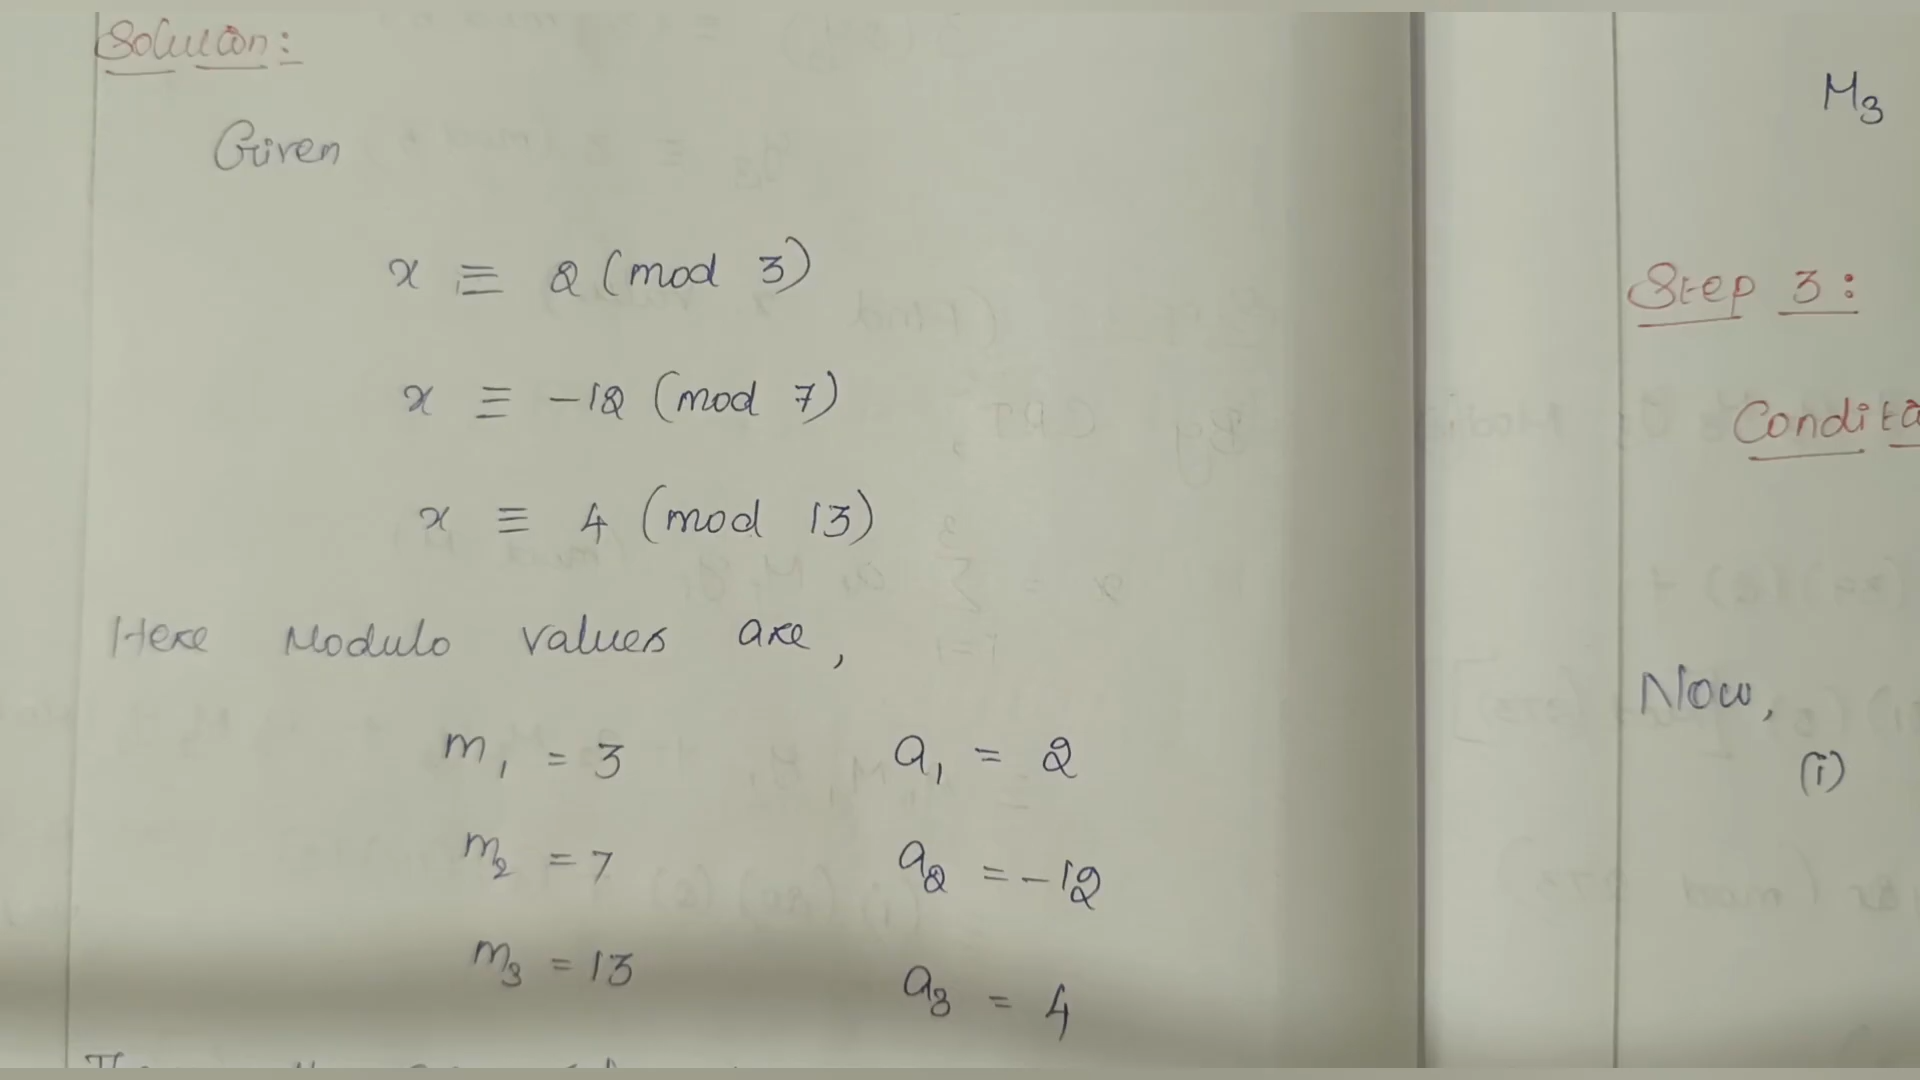 Solution:
Given
x ≡ 2 (mod 3)
x ≡ -12 (mod 7)
x ≡ 4 (mod 13)
Here Modulo values are,
m₁ = 3 a₁ = 2
m₂ = 7 a₂ = -12
m₃ = 13 a₃ = 4
M₃
Step 3:
Now,
(i)